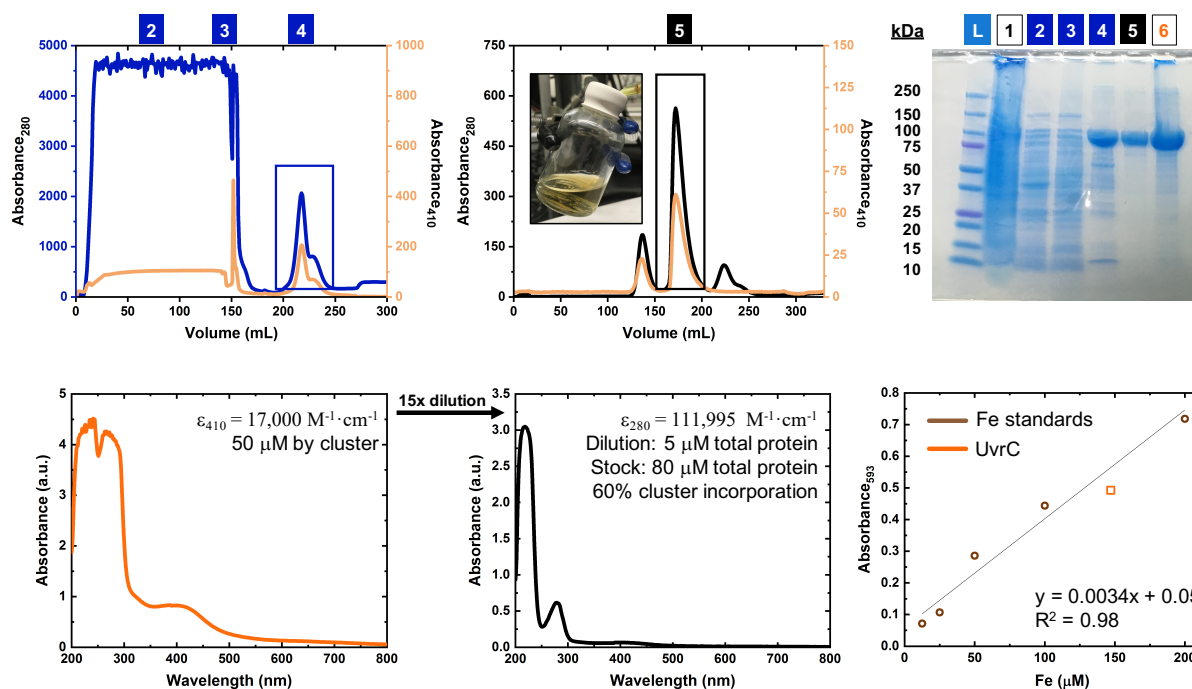 2 3 4
5000
4000
3000
2000
1000
0
Absorbance280
1000
800
600
400
200
0
Absorbance410
0 50 100 150 200 250 300
Volume (mL)
5
750
600
450
300
150
0
Absorbance280
150
125
100
75
50
25
0
Absorbance410
0 50 100 150 200 250 300
Volume (mL)
kDa L 1 2 3 4 5 6
250
150
100
75
50
37
25
20
15
10
5
4
3
2
1
0
Absorbance (a.u.)
ε410 = 17,000 M-1·cm-1
50 μM by cluster
200 300 400 500 600 700 800
Wavelength (nm)
15x dilution
3.5
3.0
2.5
2.0
1.5
1.0
0.5
0.0
Absorbance (a.u.)
ε280 = 111,995 M-1·cm-1
Dilution: 5 μM total protein
Stock: 80 μM total protein
60% cluster incorporation
200 300 400 500 600 700 800
Wavelength (nm)
0.8
0.7
0.6
0.5
0.4
0.3
0.2
0.1
0.0
Absorbance593
Fe standards
UvrC
y = 0.0034x + 0.05
R2 = 0.98
0 50 100 150 200
Fe (μM)